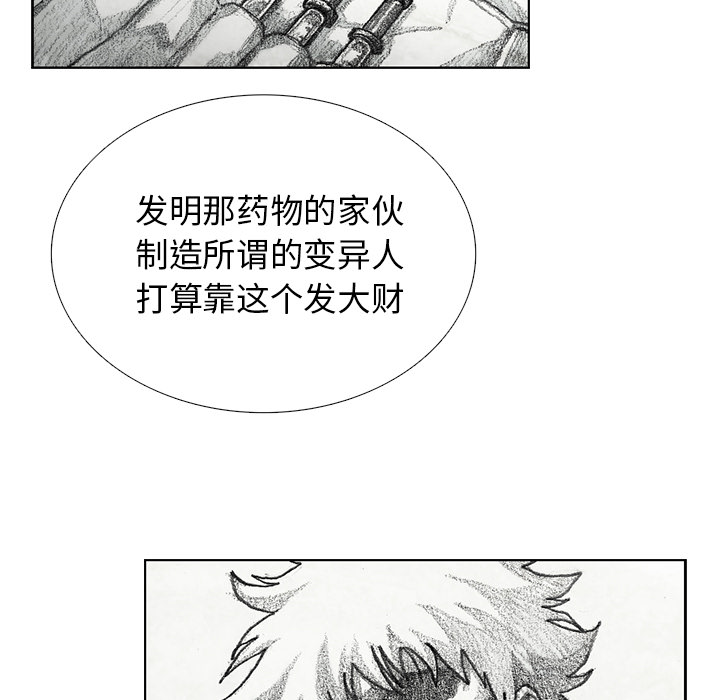 发明那药物的家伙
制造所谓的变异人
打算靠这个发大财